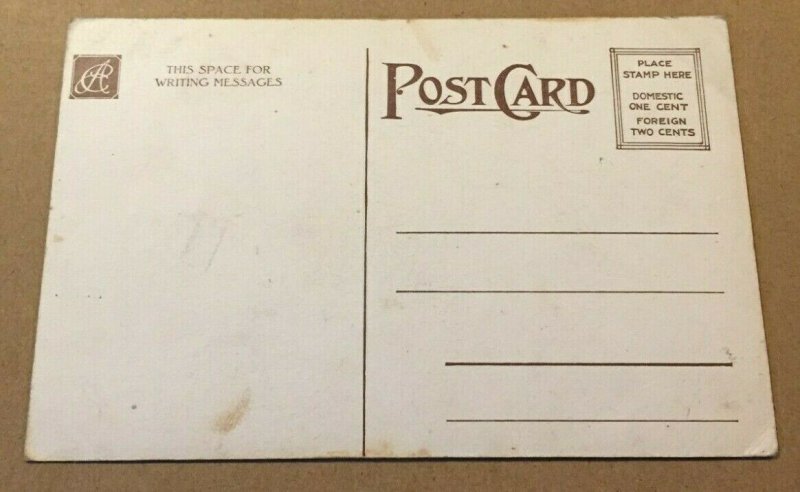 THIS SPACE FOR
WRITING MESSAGES
POST CARD
PLACE
STAMP HERE
DOMESTIC
ONE CENT
FOREIGN
TWO CENTS